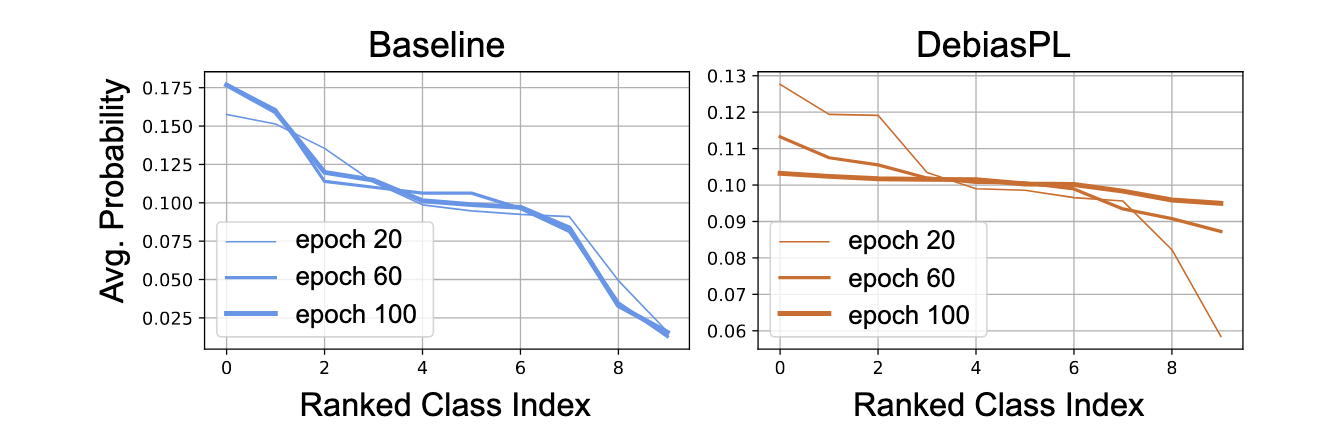 Baseline
DebiasPL
Avg. Probability
0.175
0.150
0.125
0.100
0.075
0.050
0.025
epoch 20
epoch 60
epoch 100
0 2 4 6 8
Ranked Class Index
0.13
0.12
0.11
0.10
0.09
0.08
0.07
0.06
epoch 20
epoch 60
epoch 100
0 2 4 6 8
Ranked Class Index